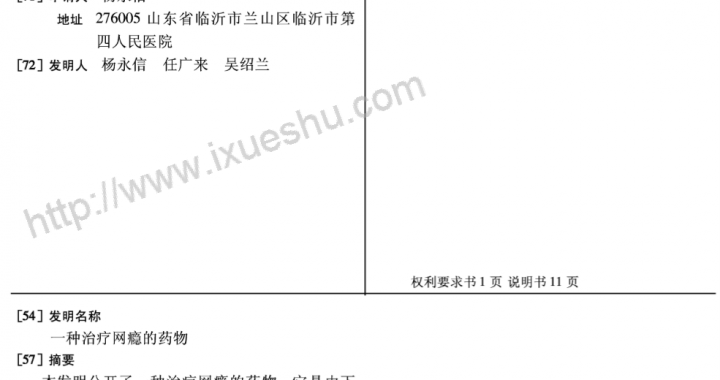 地址 276005 山东省临沂市兰山区临沂市第
四人民医院
[72] 发明人 杨永信 任广来 吴绍兰
http://www.ixueshu.com
权利要求书 1 页 说明书 11 页
[54] 发明名称
一种治疗网瘾的药物
[57] 摘要